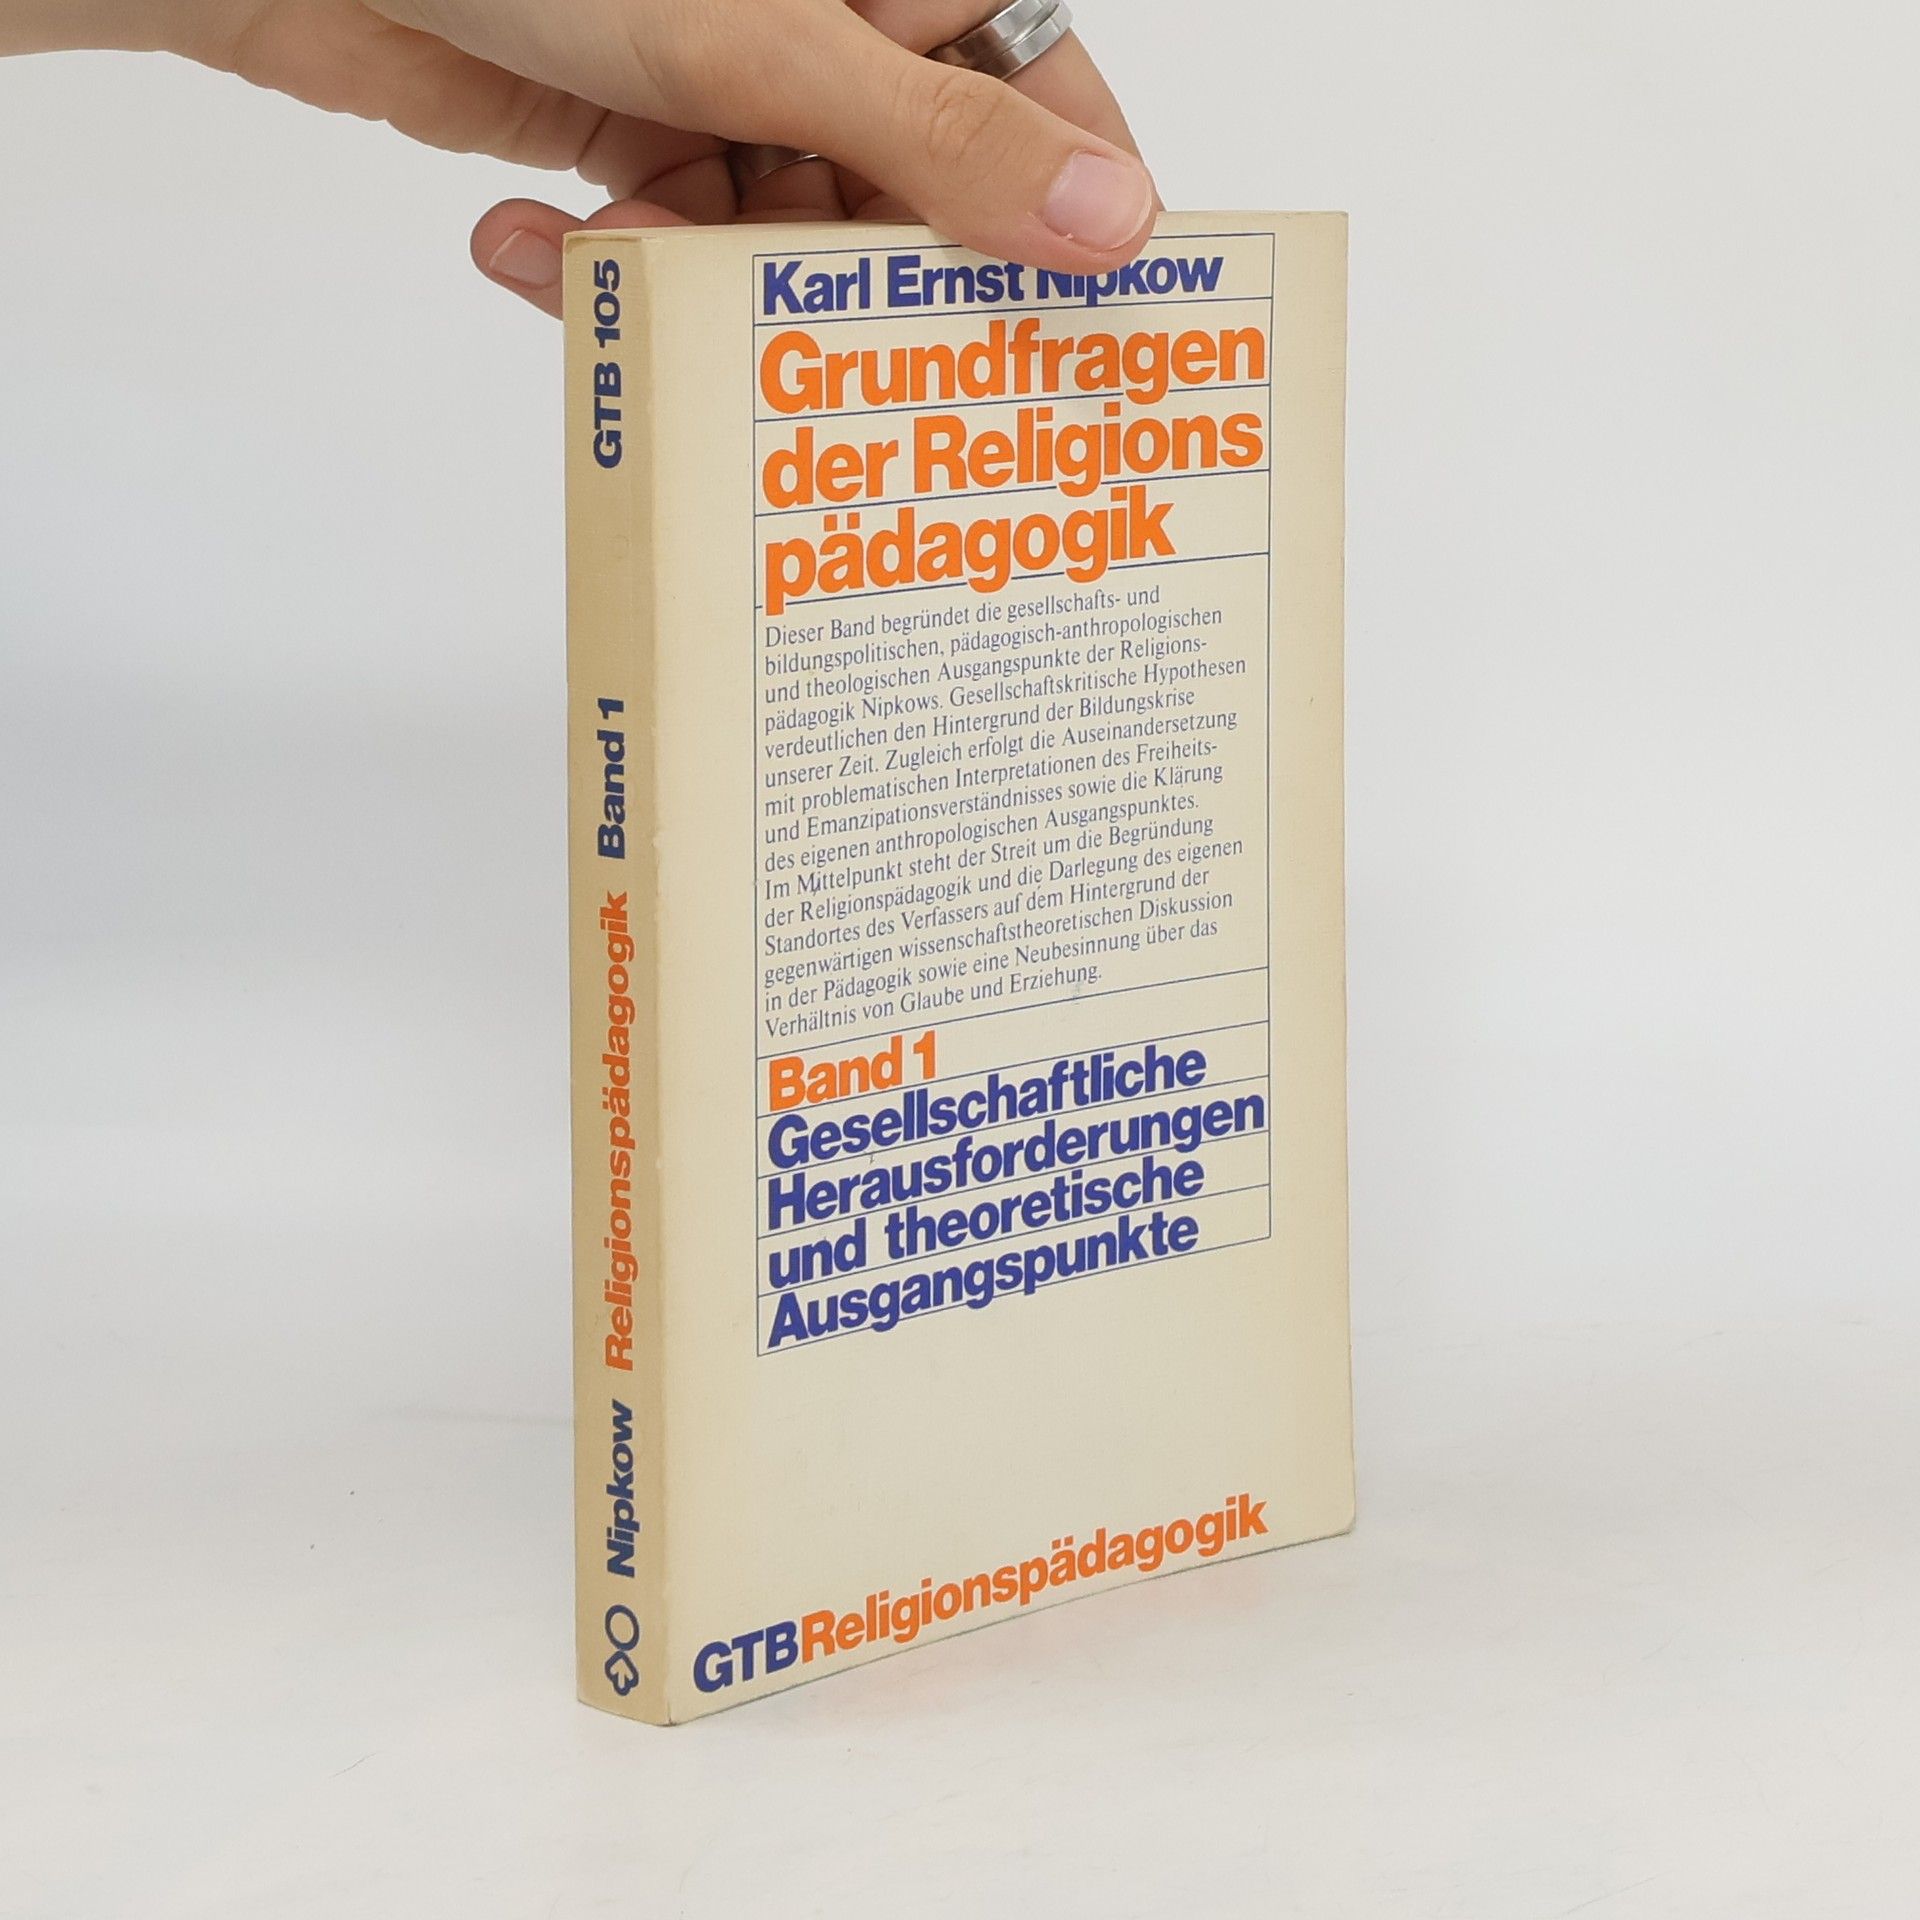 GTB 105
Band 1
Religionspädagogik
Nipkow
Karl Ernst Nipkow
Grundfragen
der Religions
pädagogik
Dieser Band begründet die gesellschafts- und
bildungspolitischen, pädagogisch-anthropologischen
und theologischen Ausgangspunkte der Religions-
pädagogik Nipkows. Gesellschaftskritische Hypothesen
verdeutlichen den Hintergrund der Bildungskrise
unserer Zeit. Zugleich erfolgt die Auseinandersetzung
mit problematischen Interpretationen des Freiheits-
und Emanzipationsverständnisses sowie die Klärung
des eigenen anthropologischen Ausgangspunktes.
Im Mittelpunkt steht der Streit um die Begründung
der Religionspädagogik und die Darlegung des eigenen
Standortes des Verfassers auf dem Hintergrund der
gegenwärtigen wissenschaftstheoretischen Diskussion
in der Pädagogik sowie eine Neubesinnung über das
Verhältnis von Glaube und Erziehung.
Band 1
Gesellschaftliche
Herausforderungen
und theoretische
Ausgangspunkte
GTB Religionspädagogik